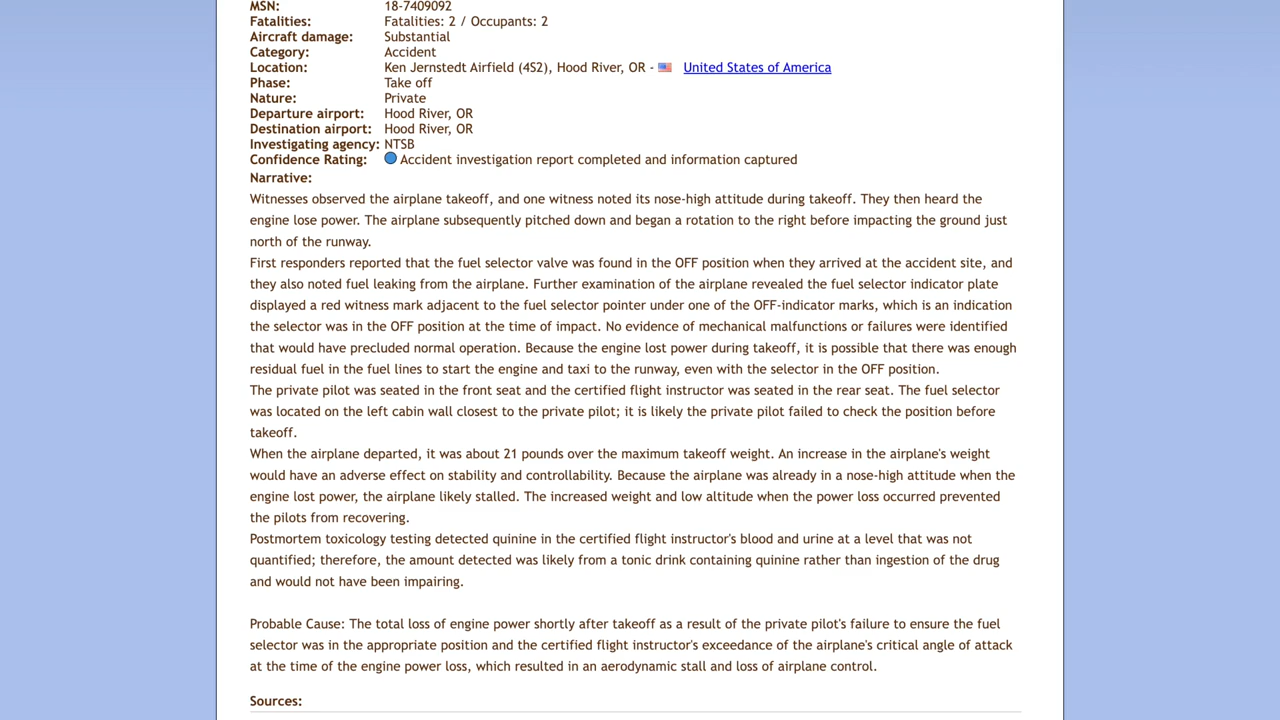 MSN: 18-7409092
Fatalities: Fatalities: 2 / Occupants: 2
Aircraft damage: Substantial
Category: Accident
Location: Ken Jernstedt Airfield (4S2), Hood River, OR - United States of America
Phase: Take off
Nature: Private
Departure airport: Hood River, OR
Destination airport: Hood River, OR
Investigating agency: NTSB
Confidence Rating: Accident investigation report completed and information captured
Narrative:
Witnesses observed the airplane takeoff, and one witness noted its nose-high attitude during takeoff. They then heard the
engine lose power. The airplane subsequently pitched down and began a rotation to the right before impacting the ground just
north of the runway.
First responders reported that the fuel selector valve was found in the OFF position when they arrived at the accident site, and
they also noted fuel leaking from the airplane. Further examination of the airplane revealed the fuel selector indicator plate
displayed a red witness mark adjacent to the fuel selector pointer under one of the OFF-indicator marks, which is an indication
the selector was in the OFF position at the time of impact. No evidence of mechanical malfunctions or failures were identified
that would have precluded normal operation. Because the engine lost power during takeoff, it is possible that there was enough
residual fuel in the fuel lines to start the engine and taxi to the runway, even with the selector in the OFF position.
The private pilot was seated in the front seat and the certified flight instructor was seated in the rear seat. The fuel selector
was located on the left cabin wall closest to the private pilot; it is likely the private pilot failed to check the position before
takeoff.
When the airplane departed, it was about 21 pounds over the maximum takeoff weight. An increase in the airplane's weight
would have an adverse effect on stability and controllability. Because the airplane was already in a nose-high attitude when the
engine lost power, the airplane likely stalled. The increased weight and low altitude when the power loss occurred prevented
the pilots from recovering.
Postmortem toxicology testing detected quinine in the certified flight instructor's blood and urine at a level that was not
quantified; therefore, the amount detected was likely from a tonic drink containing quinine rather than ingestion of the drug
and would not have been impairing.
Probable Cause: The total loss of engine power shortly after takeoff as a result of the private pilot's failure to ensure the fuel
selector was in the appropriate position and the certified flight instructor's exceedance of the airplane's critical angle of attack
at the time of the engine power loss, which resulted in an aerodynamic stall and loss of airplane control.
Sources: